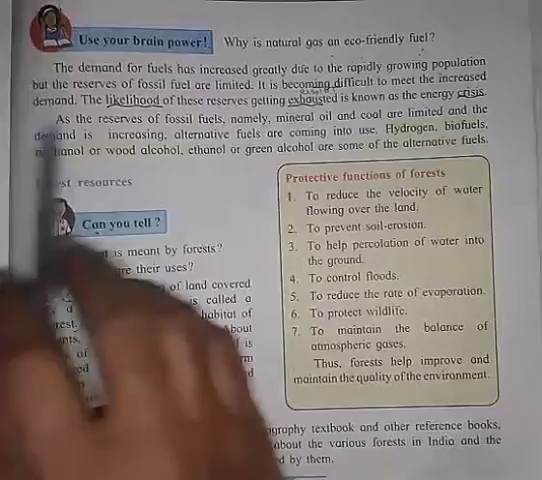 Use your brain power! Why is natural gas an eco-friendly fuel?
The demand for fuels has increased greatly due to the rapidly growing population
but the reserves of fossil fuel are limited. It is becoming difficult to meet the increased
demand. The likelihood of these reserves getting exhausted is known as the energy crisis.
As the reserves of fossil fuels, namely, mineral oil and coal are limited and the
demand is increasing, alternative fuels are coming into use. Hydrogen, biofuels,
or wood alcohol, ethanol or green alcohol are some of the alternative fuels.
resources
Can you tell ?
is meant by forests?
their uses?
of land covered
is called a
habitat of
About
is
Protective functions of forests
1. To reduce the velocity of water
flowing over the land.
2. To prevent soil-erosion.
3. To help percolation of water into
the ground.
4. To control floods.
5. To reduce the rate of evaporation.
6. To protect wildlife.
7. To maintain the balance of
atmospheric gases.
Thus, forests help improve and
maintain the quality of the environment.
textbook and other reference books,
about the various forests in India and the
by them.